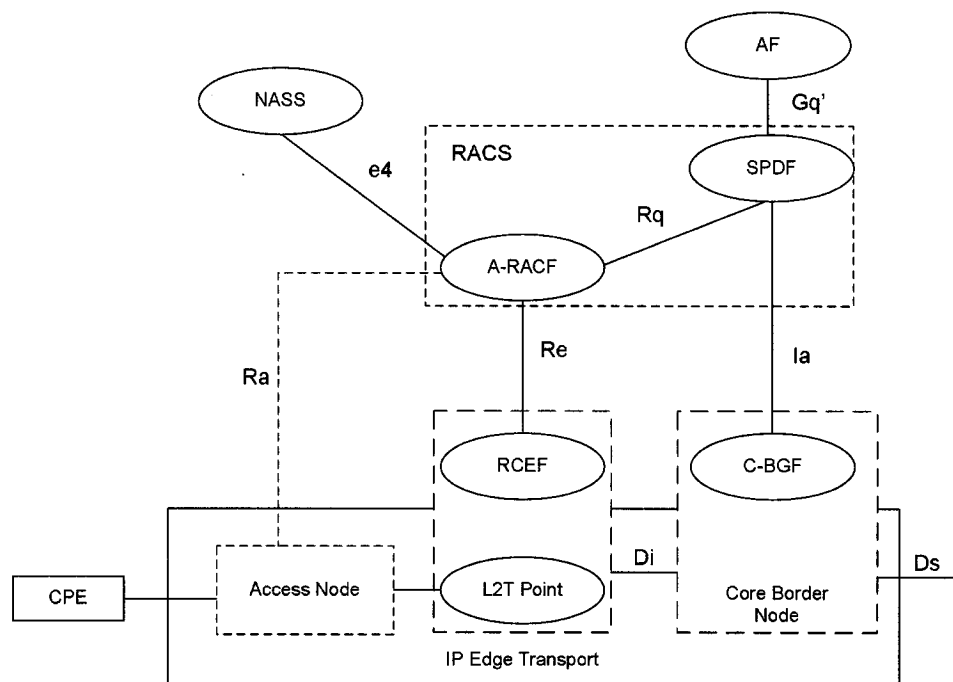 AF
NASS
Gq'
RACS
SPDF
e4
Rq
A-RACF
Re
Ia
Ra
RCEF
C-BGF
Di
Ds
CPE
Access Node
L2T Point
Core Border
Node
IP Edge Transport